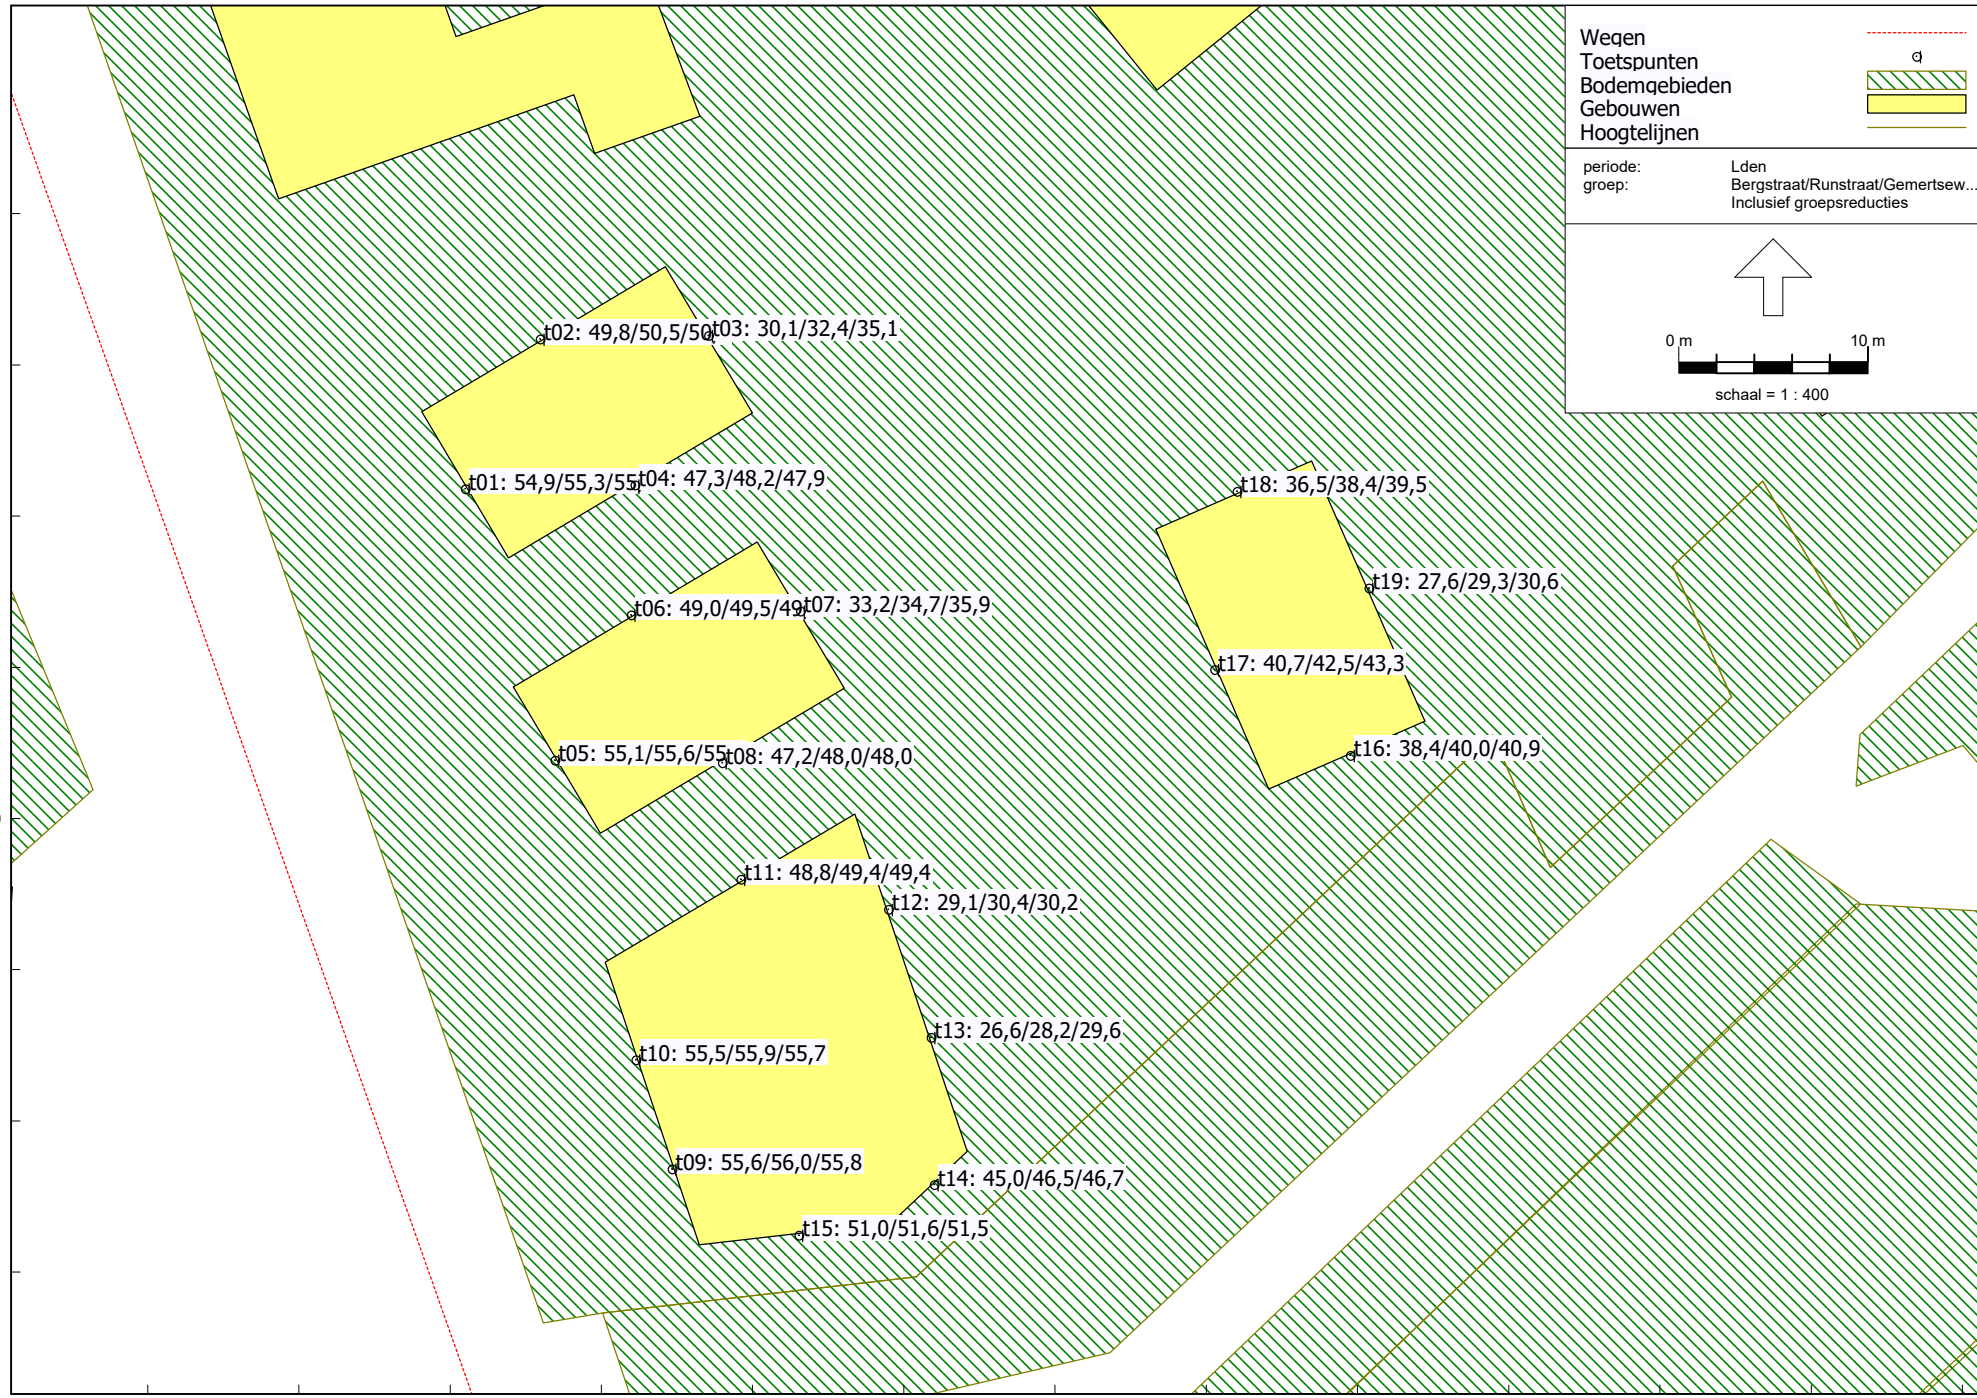 Wegen
Toetspunten
Bodemgebieden
Gebouwen
Hoogtelijnen
periode: Lden
groep: Bergstraat/Runstraat/Gemertsew...
Inclusief groepsreducties
0 m 10 m
schaal = 1 : 400
t02: 49,8/50,5/50
t03: 30,1/32,4/35,1
t01: 54,9/55,3/55
t04: 47,3/48,2/47,9
t18: 36,5/38,4/39,5
t19: 27,6/29,3/30,6
t06: 49,0/49,5/49
t07: 33,2/34,7/35,9
t17: 40,7/42,5/43,3
t05: 55,1/55,6/55
t08: 47,2/48,0/48,0
t16: 38,4/40,0/40,9
t11: 48,8/49,4/49,4
t12: 29,1/30,4/30,2
t13: 26,6/28,2/29,6
t10: 55,5/55,9/55,7
t09: 55,6/56,0/55,8
t14: 45,0/46,5/46,7
t15: 51,0/51,6/51,5